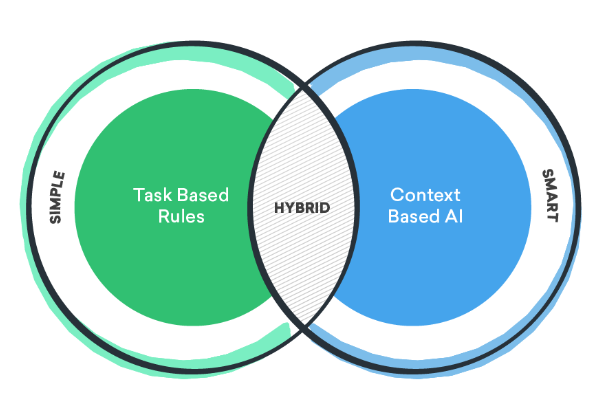 SIMPLE
Task Based
Rules
HYBRID
Context
Based AI
SMART